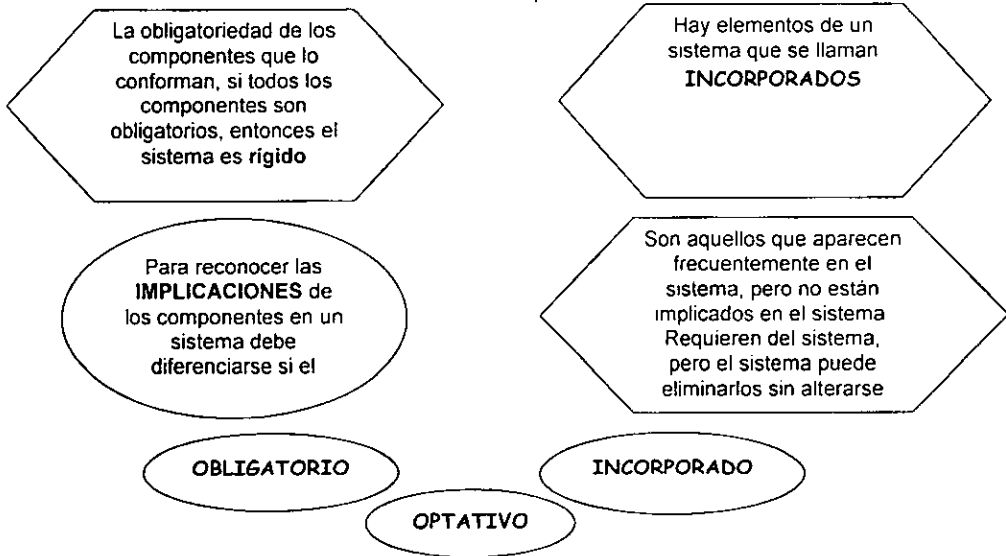 La obligatoriedad de los
componentes que lo
conforman, si todos los
componentes son
obligatorios, entonces el
sistema es rígido
Hay elementos de un
sistema que se llaman
INCORPORADOS
Para reconocer las
IMPLICACIONES de
los componentes en un
sistema debe
diferenciarse si el
Son aquellos que aparecen
frecuentemente en el
sistema, pero no están
implicados en el sistema
Requieren del sistema,
pero el sistema puede
eliminarlos sin alterarse
OBLIGATORIO
INCORPORADO
OPTATIVO